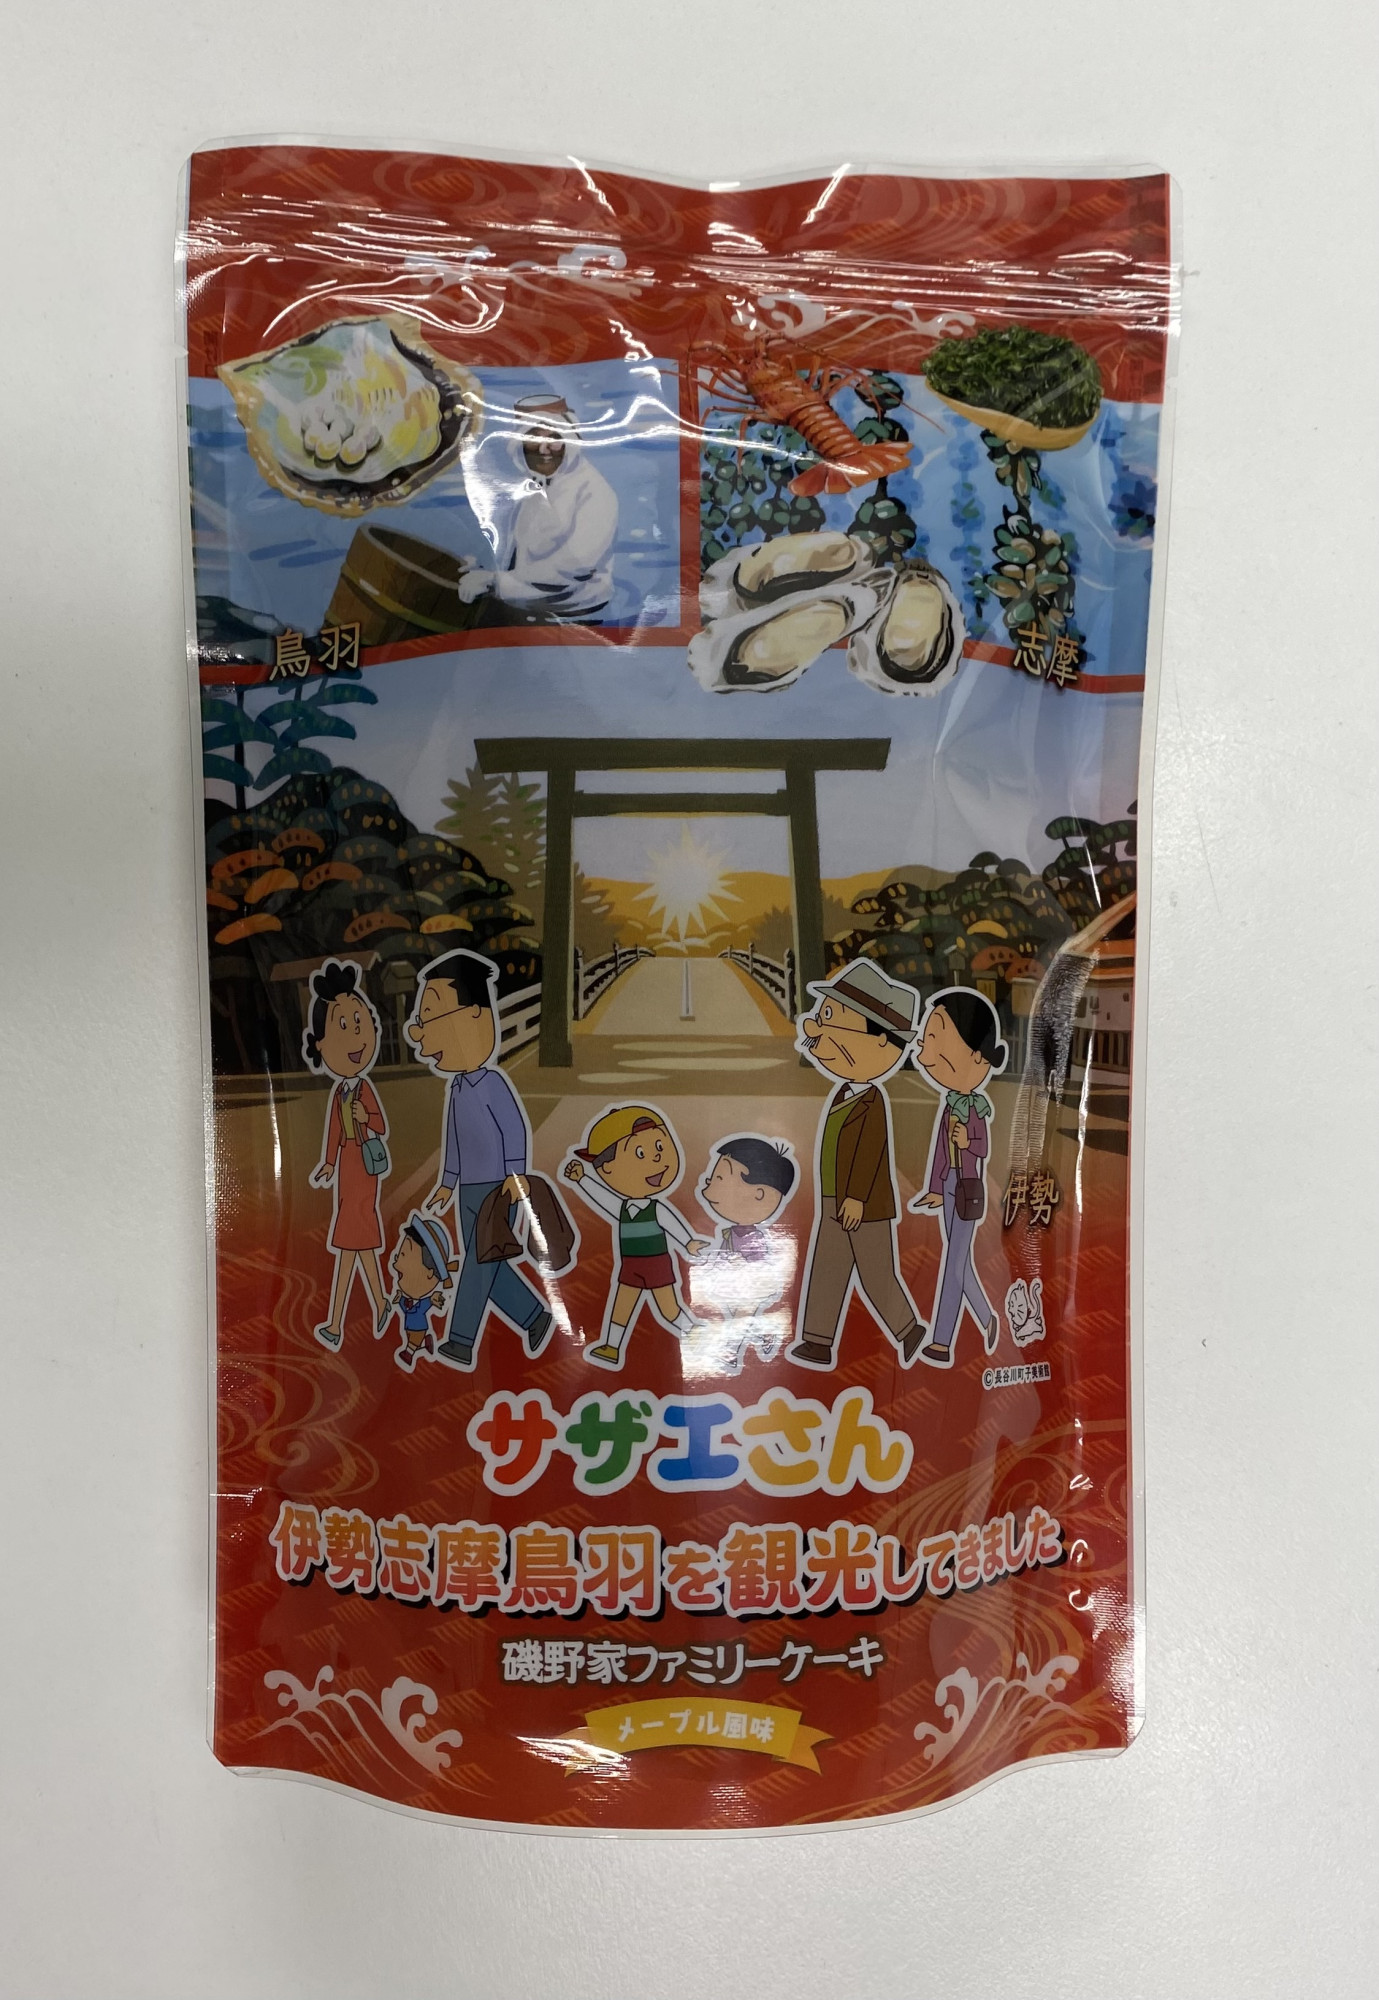 鳥羽
志摩
伊勢
©長谷川町子美術館
サザエさん
伊勢志摩鳥羽を観光してきました
磯野家ファミリーケーキ
メープル風味